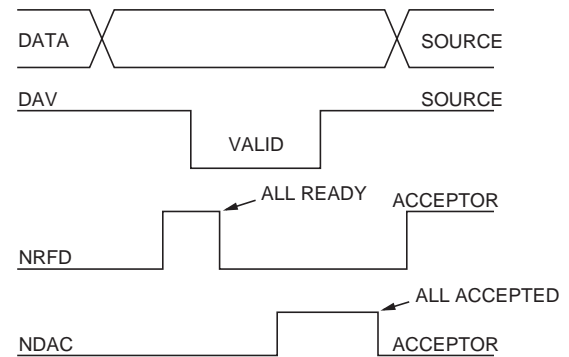 DATA SOURCE
DAV SOURCE
VALID
ALL READY
ACCEPTOR
NRFD
ALL ACCEPTED
NDAC ACCEPTOR